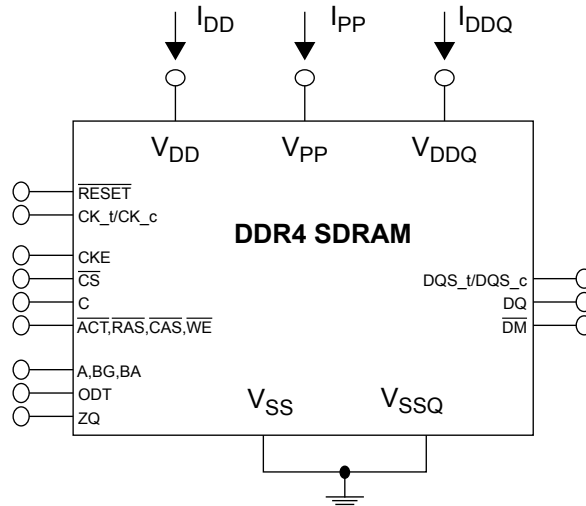 IDD IPP IDDQ
VDD VPP VDDQ
RESET
CK_t/CK_c
DDR4 SDRAM
CKE
CS
DQS_t/DQS_c
C
DQ
ACT,RAS,CAS,WE
DM
A,BG,BA
ODT
ZQ
VSS VSSQ